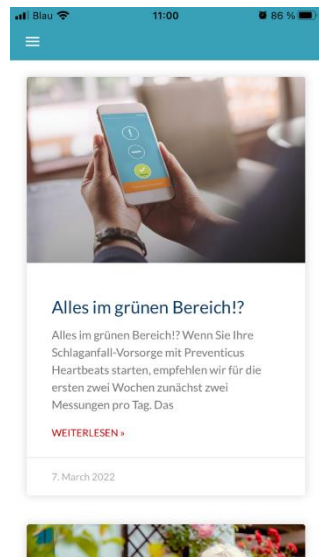 Blau 11:00 86 %
Alles im grünen Bereich!?
Alles im grünen Bereich!? Wenn Sie Ihre
Schlaganfall-Vorsorge mit Preventicus
Heartbeats starten, empfehlen wir für die
ersten zwei Wochen zunächst zwei
Messungen pro Tag. Das
WEITERLESEN »
7. March 2022